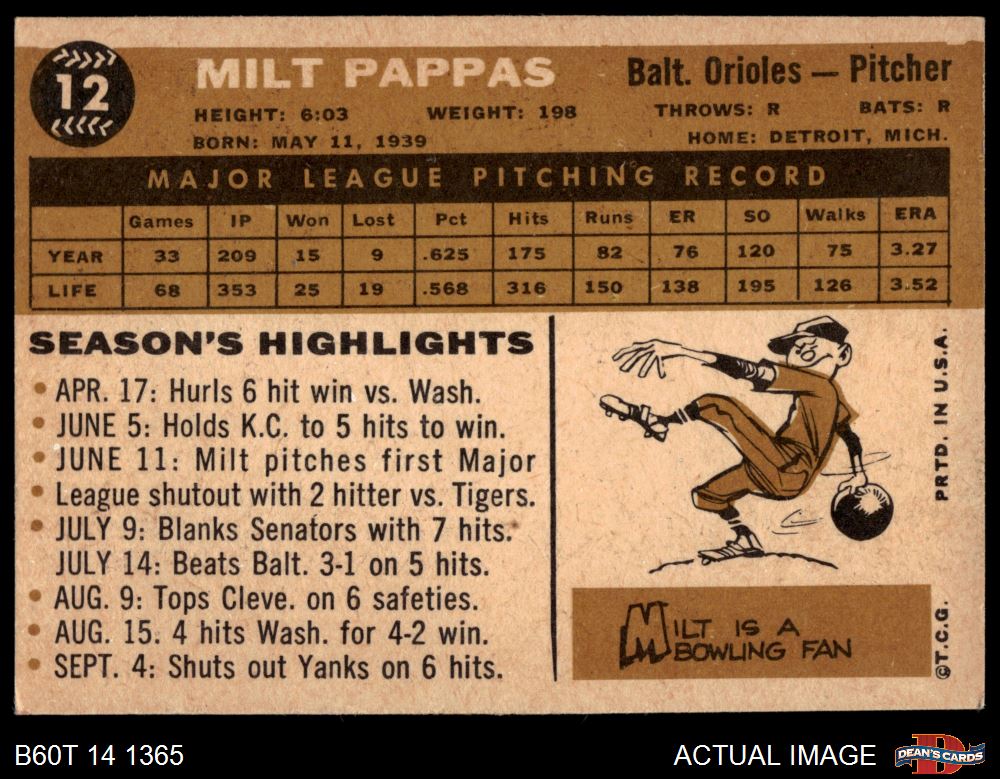 12
MILT PAPPAS
Balt. Orioles — Pitcher
HEIGHT: 6:03 WEIGHT: 198 THROWS: R BATS: R
BORN: MAY 11, 1939 HOME: DETROIT, MICH.
MAJOR LEAGUE PITCHING RECORD
Games IP Won Lost Pct Hits Runs ER SO Walks ERA
YEAR 33 209 15 9 .625 175 82 76 120 75 3.27
LIFE 68 353 25 19 .568 316 150 138 195 126 3.52
SEASON'S HIGHLIGHTS
• APR. 17: Hurls 6 hit win vs. Wash.
• JUNE 5: Holds K.C. to 5 hits to win.
• JUNE 11: Milt pitches first Major
• League shutout with 2 hitter vs. Tigers.
• JULY 9: Blanks Senators with 7 hits.
JULY 14: Beats Balt. 3-1 on 5 hits.
• AUG. 9: Tops Cleve. on 6 safeties.
• AUG. 15. 4 hits Wash. for 4-2 win.
• SEPT. 4: Shuts out Yanks on 6 hits.
MILT IS A
BOWLING FAN
©T.C.G. PRTD. IN U.S.A.
B60T 14 1365
ACTUAL IMAGE
DEAN'S CARDS